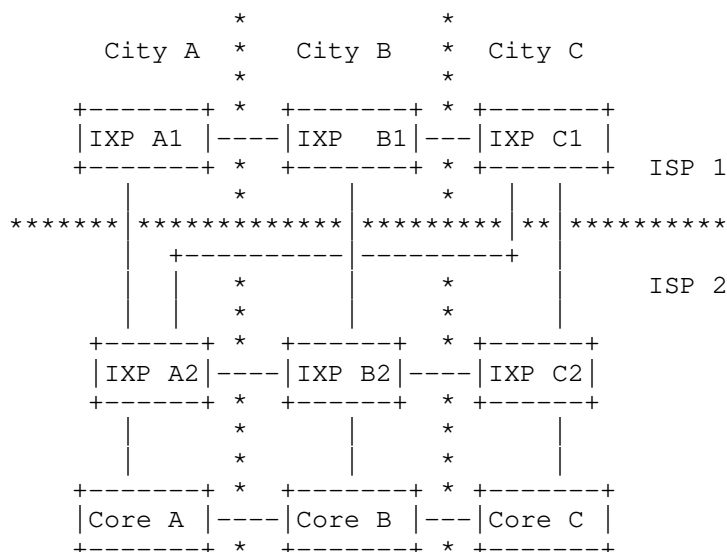 City A City B City C
IXP A1 IXP B1 IXP C1
ISP 1
ISP 2
IXP A2 IXP B2 IXP C2
Core A Core B Core C